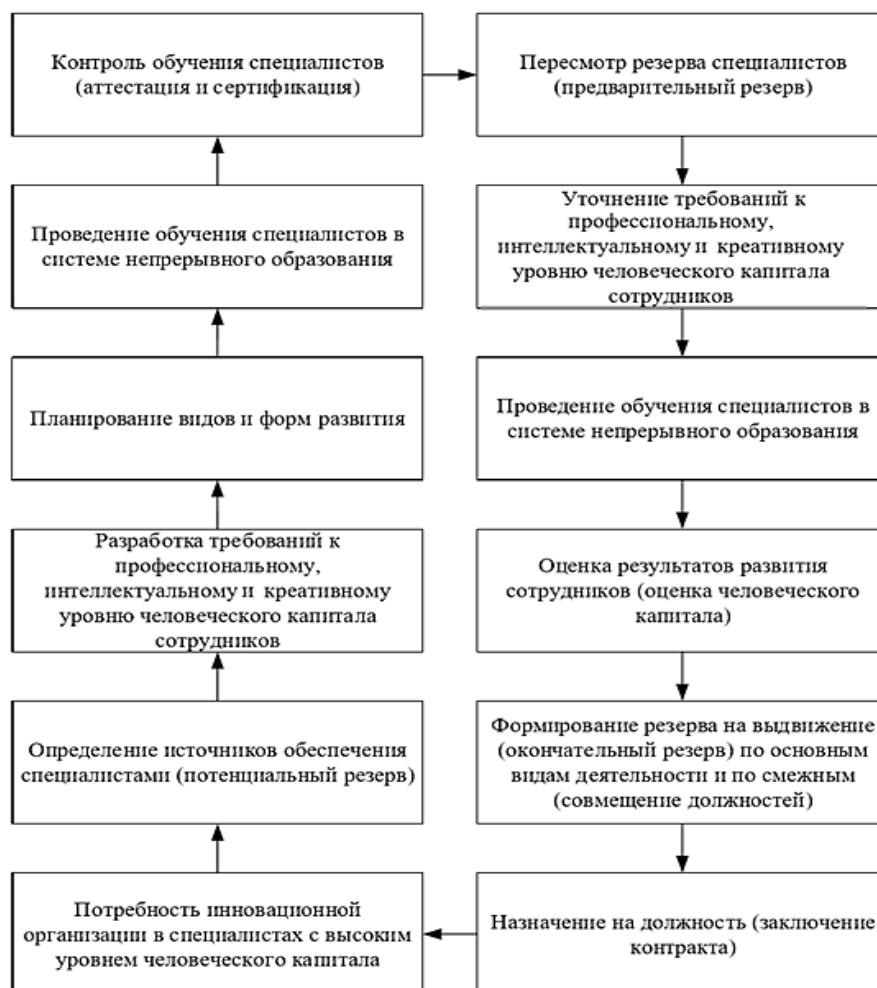 Контроль обучения специалистов
(аттестация и сертификация)
Пересмотр резерва специалистов
(предварительный резерв)
Проведение обучения специалистов в
системе непрерывного образования
Уточнение требований к
профессиональному,
интеллектуальному и креативному
уровню человеческого капитала
сотрудников
Планирование видов и форм развития
Проведение обучения специалистов в
системе непрерывного образования
Разработка требований к
профессиональному,
интеллектуальному и креативному
уровню человеческого капитала
сотрудников
Оценка результатов развития
сотрудников (оценка человеческого
капитала)
Определение источников обеспечения
специалистами (потенциальный резерв)
Формирование резерва на выдвижение
(окончательный резерв) по основным
видам деятельности и по смежным
(совмещение должностей)
Потребность инновационной
организации в специалистах с высоким
уровнем человеческого капитала
Назначение на должность (заключение
контракта)